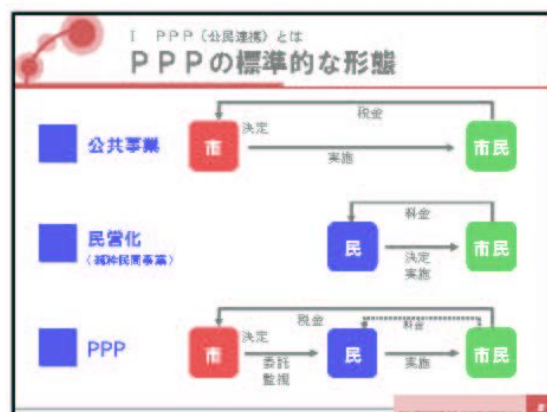 Ⅰ　ＰＰＰ（公民連携）とは
ＰＰＰの標準的な形態
税金
公共事業
市
決定
実施
市民
料金
民営化
（純粋民間事業）
民
決定
実施
市民
税金
料金
PPP
市
決定
委託
監視
民
実施
市民